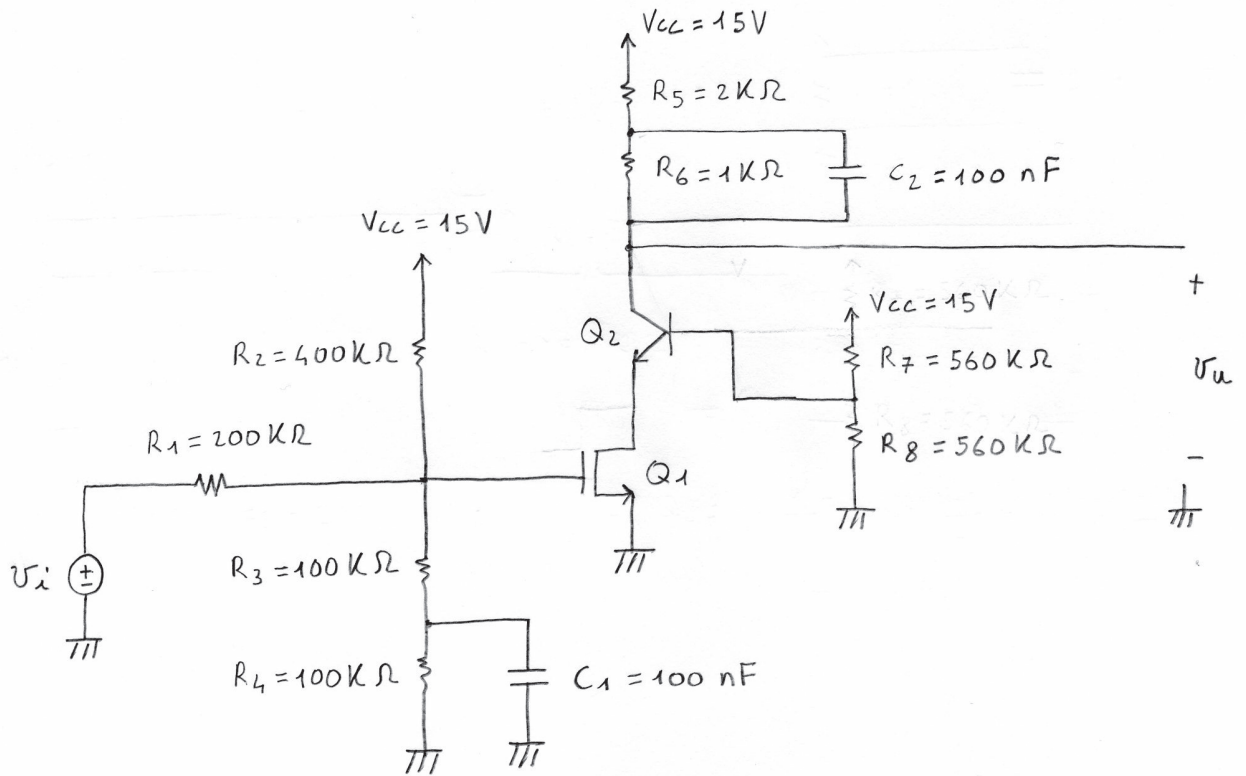 Vcc = 15V
R5 = 2KΩ
R6 = 1KΩ
C2 = 100 nF
Vcc = 15V
R2 = 400KΩ
Q2
Vcc = 15V
R7 = 560KΩ
+
vu
R1 = 200KΩ
R8 = 560KΩ
Q1
-
vi
+
-
R3 = 100KΩ
R4 = 100KΩ
C1 = 100 nF